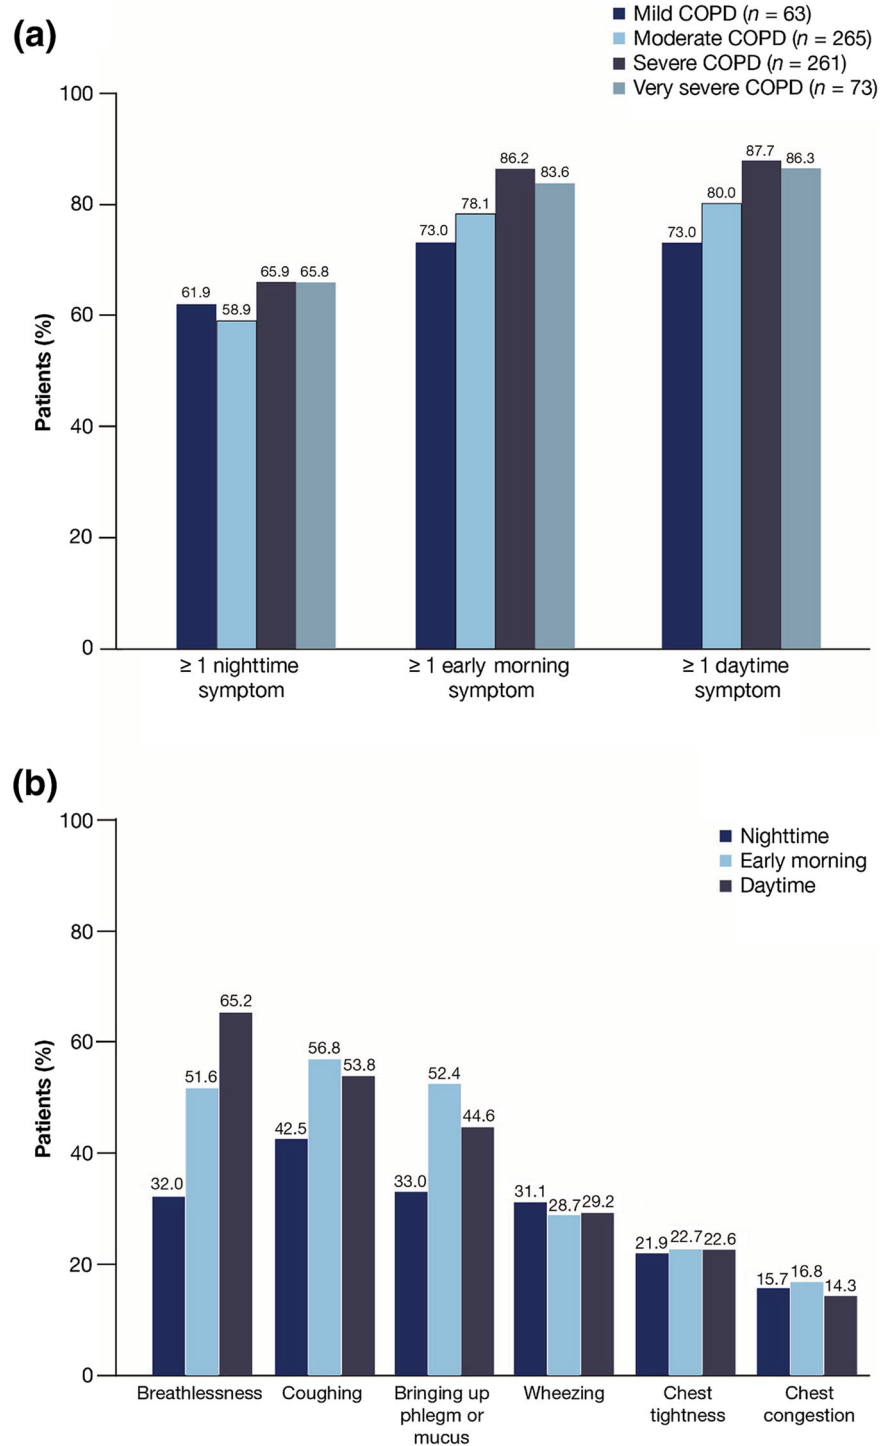 (a)
Mild COPD (n = 63)
Moderate COPD (n = 265)
Severe COPD (n = 261)
Very severe COPD (n = 73)
100
80
60
40
20
0
Patients (%)
61.9
58.9
65.9
65.8
73.0
78.1
86.2
83.6
73.0
80.0
87.7
86.3
≥ 1 nighttime
symptom
≥ 1 early morning
symptom
≥ 1 daytime
symptom
(b)
Nighttime
Early morning
Daytime
100
80
60
40
20
0
Patients (%)
32.0
51.6
65.2
42.5
56.8
53.8
33.0
52.4
44.6
31.1
28.7
29.2
21.9
22.7
22.6
15.7
16.8
14.3
Breathlessness
Coughing
Bringing up
phlegm or
mucus
Wheezing
Chest
tightness
Chest
congestion